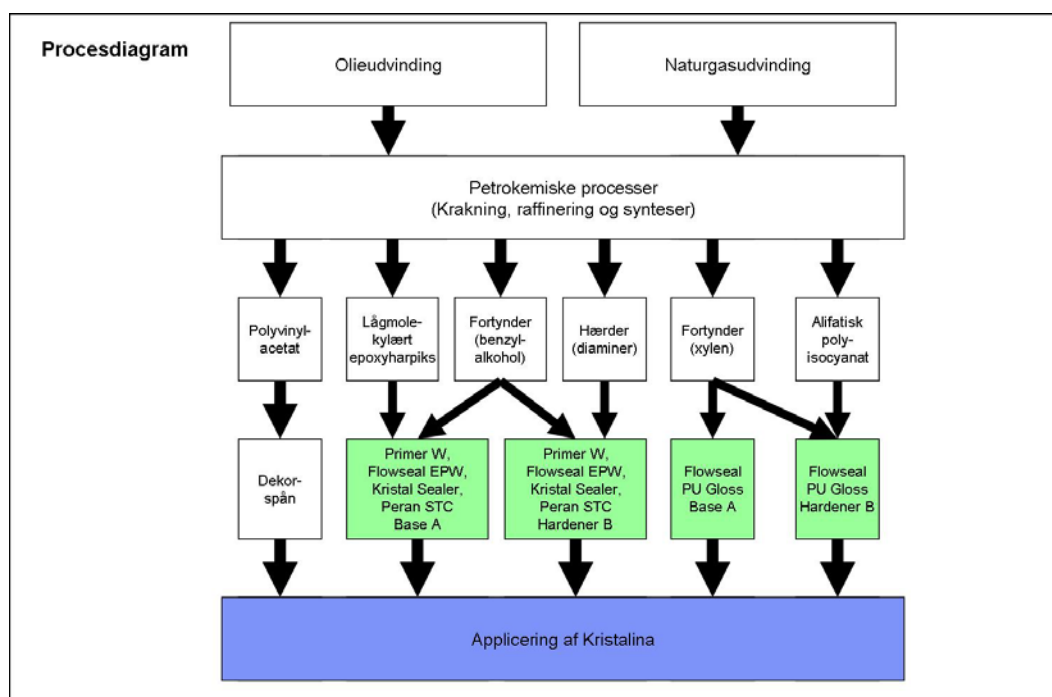 Procesdiagram
Olieudvinding
Naturgasudvinding
Petrokemiske processer
(Krakning, raffinering og synteser)
Polyvinyl-
acetat
Lågmole-
kylært
epoxyharpiks
Fortynder
(benzyl-
alkohol)
Hærder
(diaminer)
Fortynder
(xylen)
Alifatisk
poly-
isocyanat
Dekor-
spån
Primer W,
Flowseal EPW,
Kristal Sealer,
Peran STC
Base A
Primer W,
Flowseal EPW,
Kristal Sealer,
Peran STC
Hardener B
Flowseal
PU Gloss
Base A
Flowseal
PU Gloss
Hardener B
Applicering af Kristalina